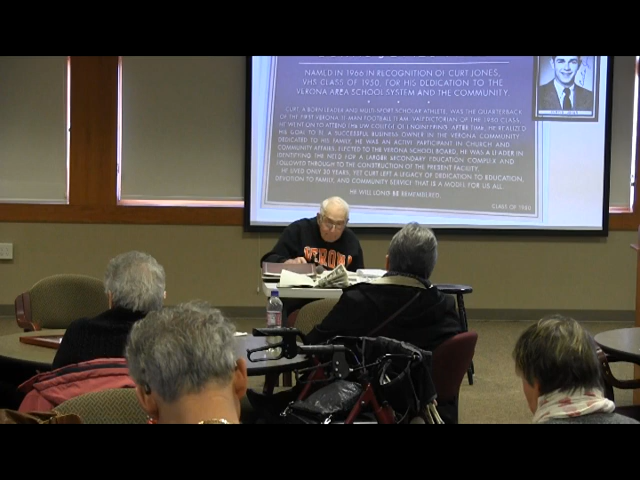 NAMED IN 1966 IN RECOGNITION OF CURT JONES,
VHS CLASS OF 1950, FOR HIS DEDICATION TO THE
VERONA AREA SCHOOL SYSTEM AND THE COMMUNITY.
CURT, A BORN LEADER AND MULTI-SPORT SCHOLAR ATHLETE, WAS THE QUARTERBACK
OF THE FIRST VERONA 11 MAN FOOTBALL TEAM, VALEDICTORIAN OF THE 1950 CLASS.
HE WENT ON TO ATTEND THE UW COLLEGE OF ENGINEERING. AFTER TIME, HE REALIZED
HIS GOAL TO BE A SUCCESSFUL BUSINESS OWNER IN THE VERONA COMMUNITY.
DEDICATED TO HIS FAMILY, HE WAS AN ACTIVE PARTICIPANT IN CHURCH AND
COMMUNITY AFFAIRS. ELECTED TO THE VERONA SCHOOL BOARD, HE WAS A LEADER IN
IDENTIFYING THE NEED FOR A LARGER SECONDARY EDUCATION COMPLEX AND
FOLLOWED THROUGH TO THE CONSTRUCTION OF THE PRESENT FACILITY.
HE LIVED ONLY 30 YEARS, YET CURT LEFT A LEGACY OF DEDICATION TO EDUCATION,
DEVOTION TO FAMILY, AND COMMUNITY SERVICE THAT IS A MODEL FOR US ALL.
HE WILL LONG BE REMEMBERED.
CLASS OF 1950
VERONA